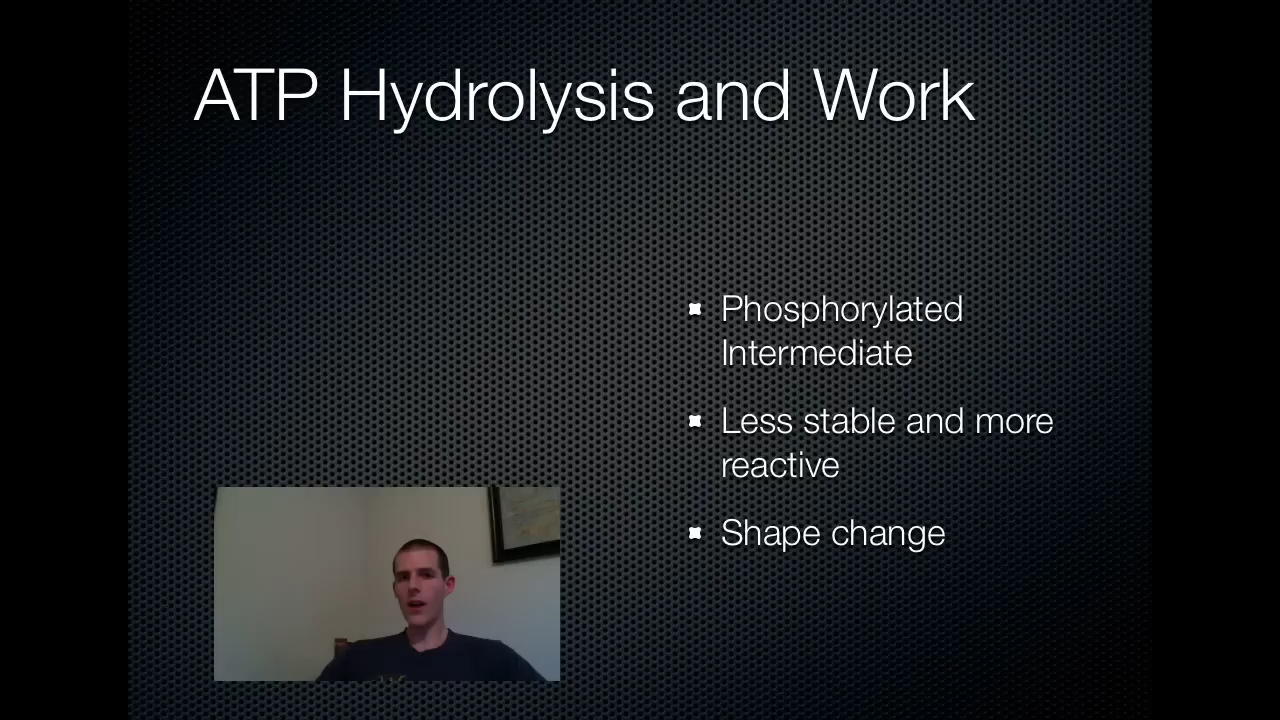 ATP Hydrolysis and Work
Phosphorylated
Intermediate
Less stable and more
reactive
Shape change